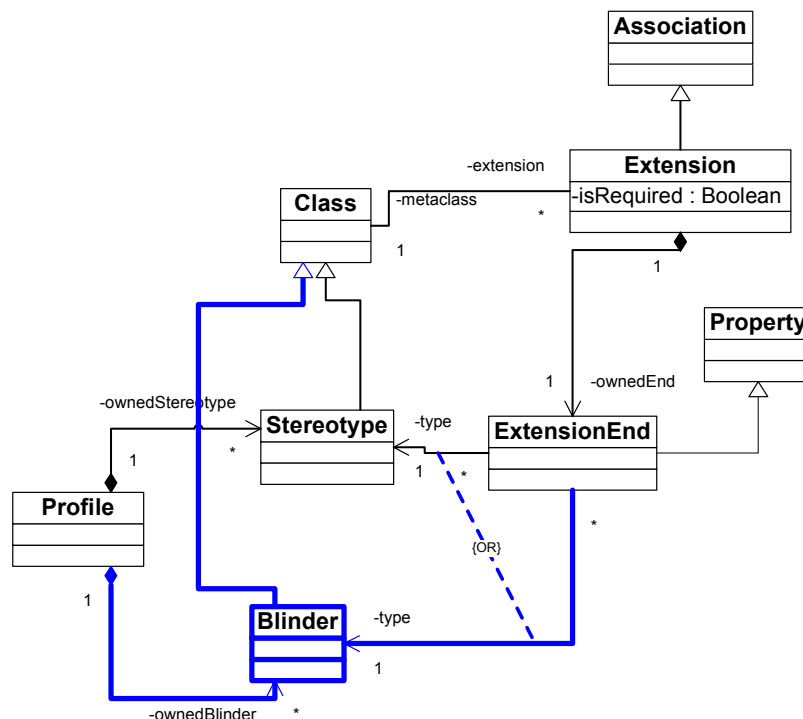 Association
-extension
Extension
-isRequired : Boolean
Class
-metaclass
*
1
1
Property
1
-ownedEnd
-ownedStereotype
Stereotype
-type
ExtensionEnd
*
1
*
1
Profile
*
{OR}
1
Blinder
-type
1
-ownedBlinder
*